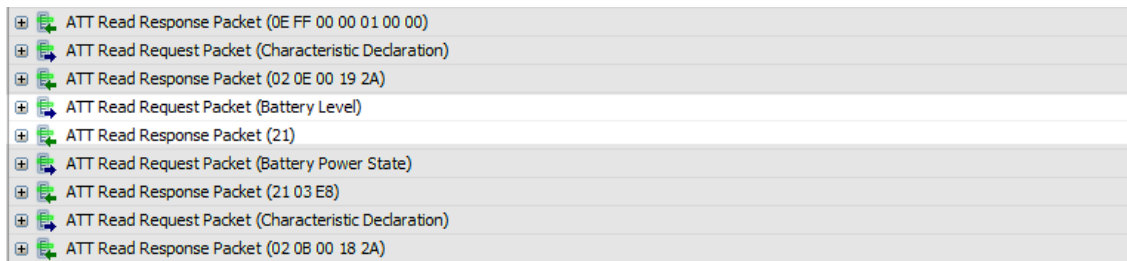 ATT Read Response Packet (0E FF 00 00 01 00 00)
ATT Read Request Packet (Characteristic Declaration)
ATT Read Response Packet (02 0E 00 19 2A)
ATT Read Request Packet (Battery Level)
ATT Read Response Packet (21)
ATT Read Request Packet (Battery Power State)
ATT Read Response Packet (21 03 E8)
ATT Read Request Packet (Characteristic Declaration)
ATT Read Response Packet (02 0B 00 18 2A)